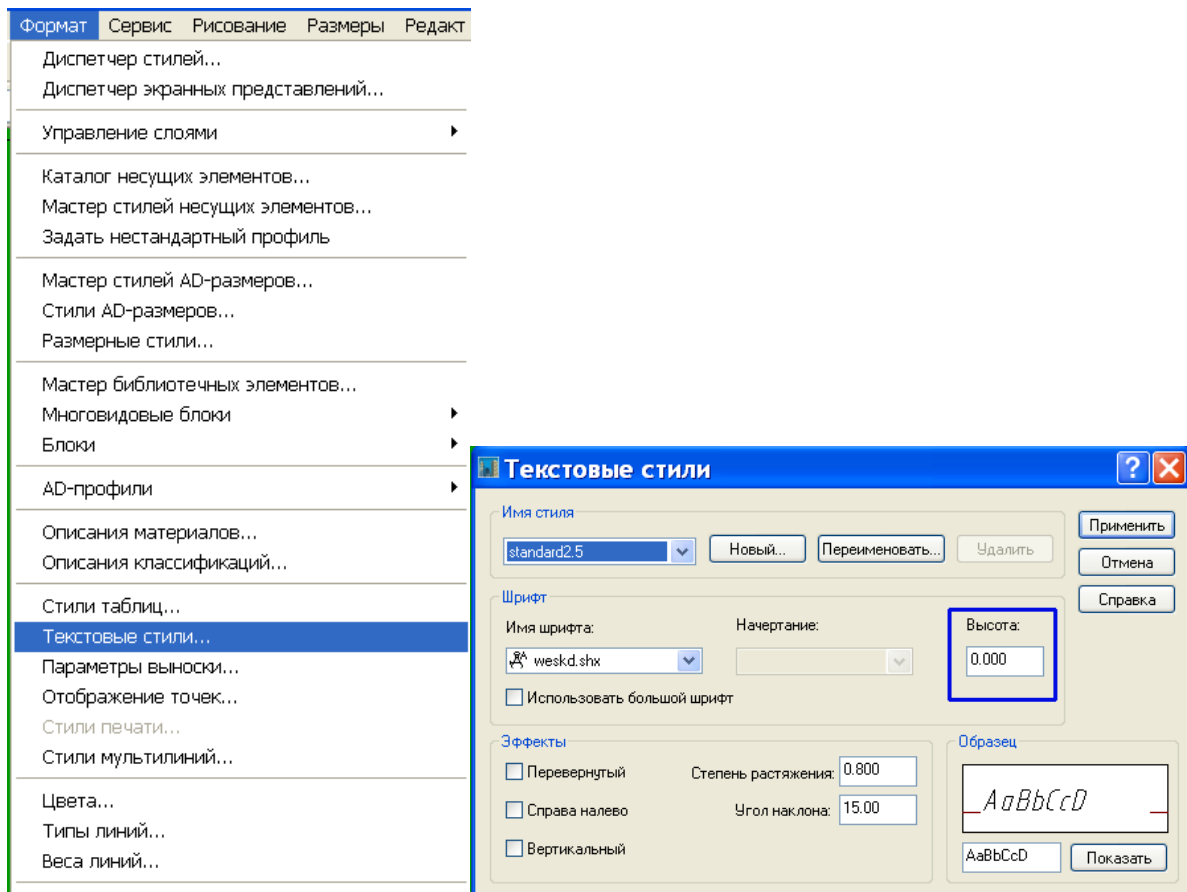 Формат Сервис Рисование Размеры Редакт
Диспетчер стилей...
Диспетчер экранных представлений...
Управление слоями
Каталог несущих элементов...
Мастер стилей несущих элементов...
Задать нестандартный профиль
Мастер стилей AD-размеров...
Стили AD-размеров...
Размерные стили...
Мастер библиотечных элементов...
Многовидовые блоки
Блоки
AD-профили
Описания материалов...
Описания классификаций...
Стили таблиц...
Текстовые стили...
Параметры выноски...
Отображение точек...
Стили печати...
Стили мультилиний...
Цвета...
Типы линий...
Веса линий...
Текстовые стили
Имя стиля
standard2.5 Новый... Переименовать... Удалить
Применить
Отмена
Справка
Шрифт
Имя шрифта: Начертание: Высота:
weskd.shx 0.000
Использовать большой шрифт
Эффекты
Перевернутый Степень растяжения: 0.800
Справа налево Угол наклона: 15.00
Вертикальный
Образец
AaBbCcD
AaBbCcD Показать